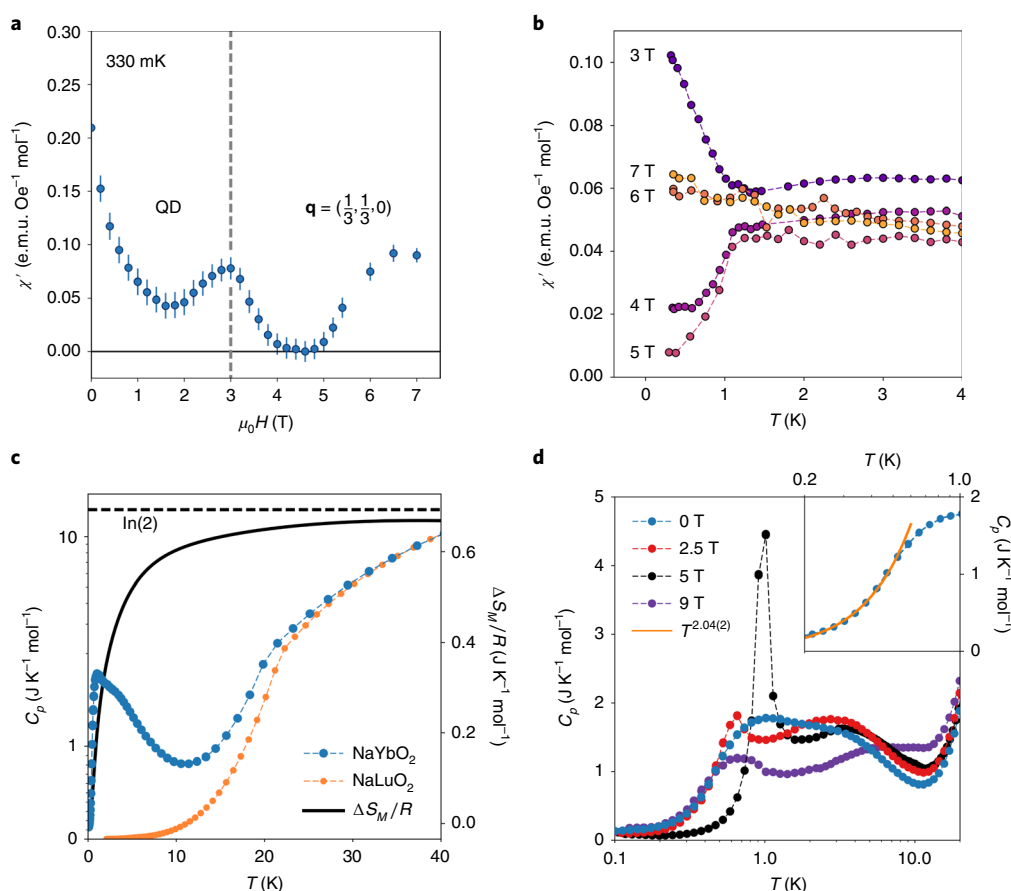 a
0.30
0.25
0.20
0.15
0.10
0.05
0.00
χ′ (e.m.u. Oe⁻¹ mol⁻¹)
330 mK
QD
q = (1/3, 1/3, 0)
0 1 2 3 4 5 6 7
μ₀H (T)
b
0.10
0.08
0.06
0.04
0.02
0.00
χ′ (e.m.u. Oe⁻¹ mol⁻¹)
3 T
7 T
6 T
4 T
5 T
0 1 2 3 4
T (K)
c
10
1
0
C_p (J K⁻¹ mol⁻¹)
ln(2)
NaYbO₂
NaLuO₂
ΔS_M/R
0.6
0.4
0.2
0.0
ΔS_M/R (J K⁻¹ mol⁻¹)
0 10 20 30 40
T (K)
d
5
4
3
2
1
0
C_p (J K⁻¹ mol⁻¹)
0 T
2.5 T
5 T
9 T
T^2.04(2)
T (K)
0.2 1.0
2
1
0
C_p (J K⁻¹ mol⁻¹)
0.1 1.0 10.0
T (K)